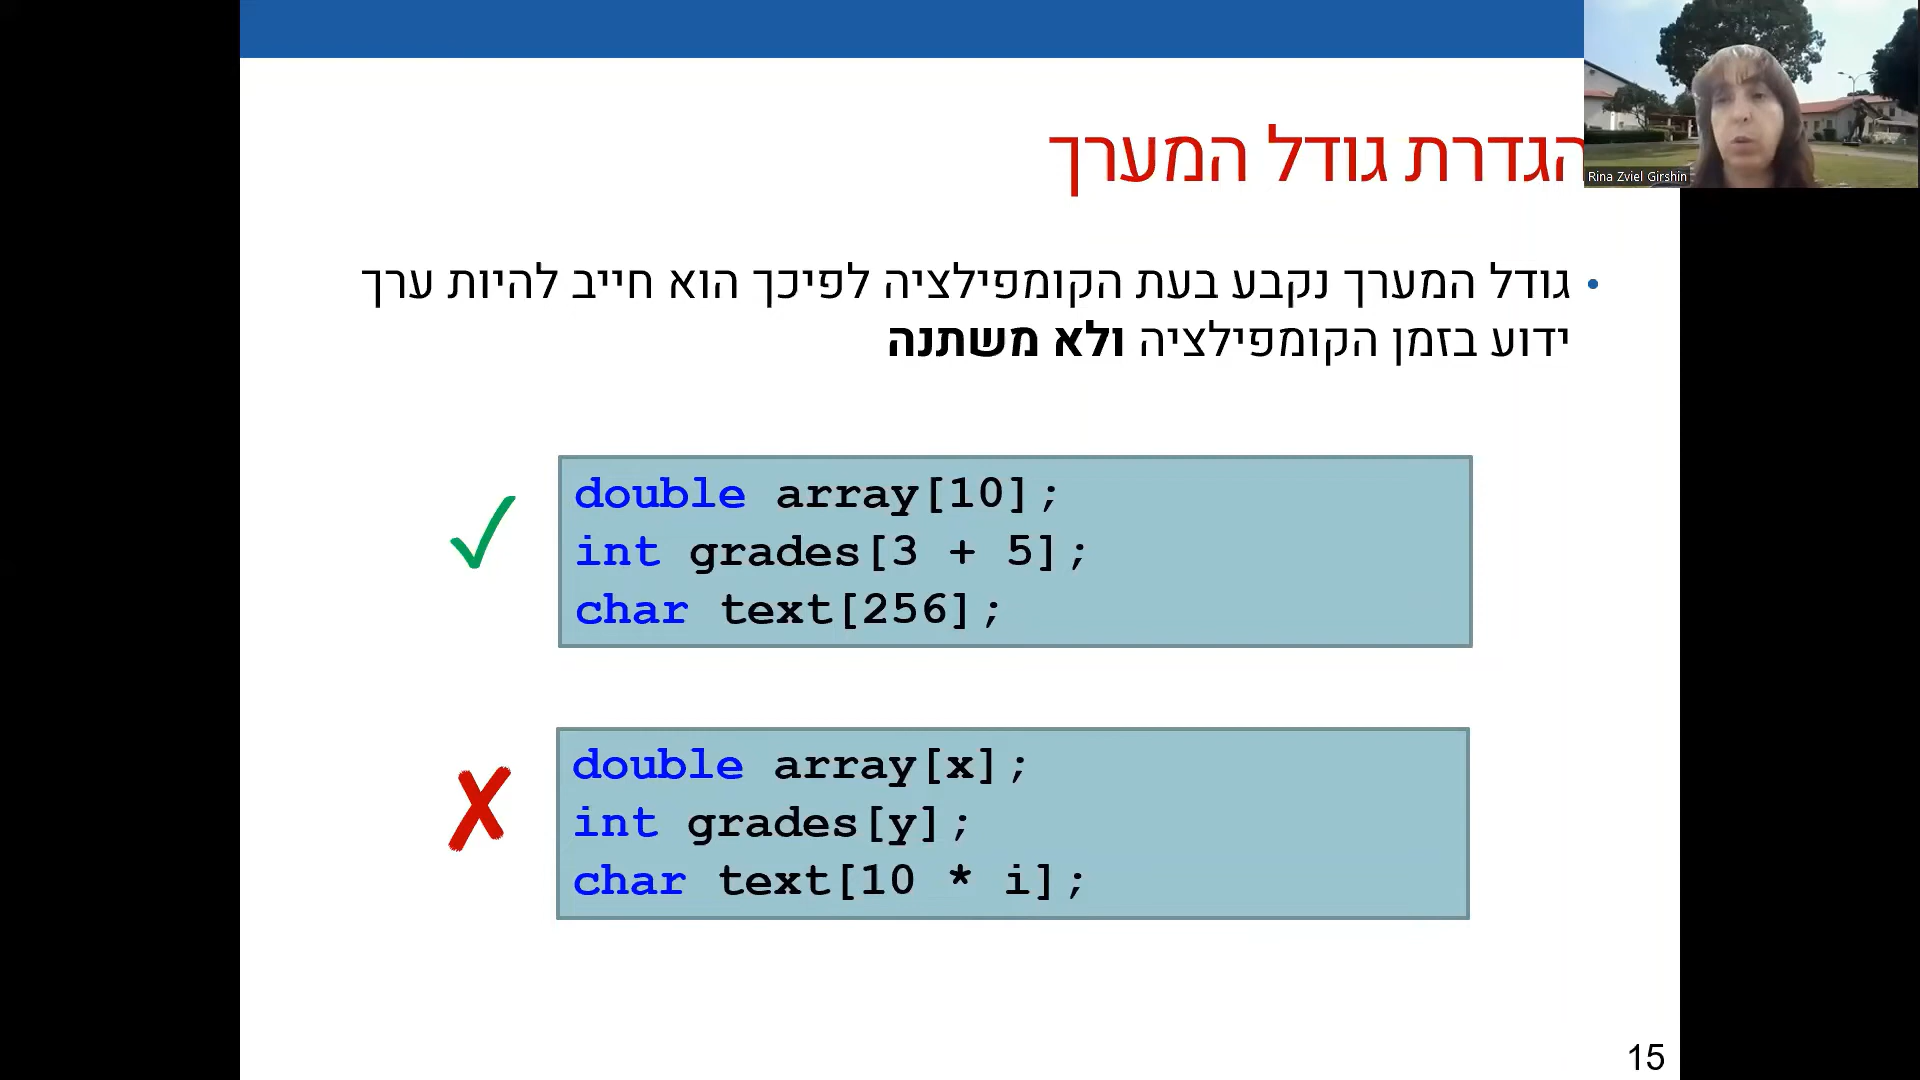 הגדרת גודל המערך
Rina Zviel Girshin
• גודל המערך נקבע בעת הקומפילציה לפיכך הוא חייב להיות ערך
ידוע בזמן הקומפילציה ולא משתנה
double array[10];
int grades[3 + 5];
char text[256];
double array[x];
int grades[y];
char text[10 * i];
15